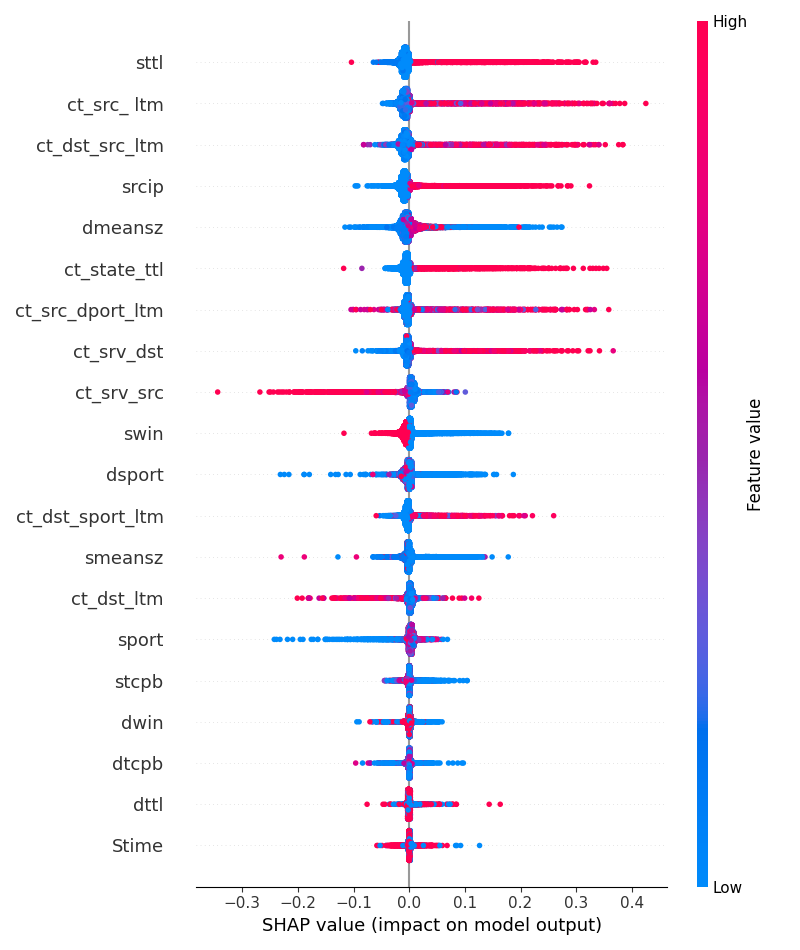 High
sttl
ct_src_ ltm
ct_dst_src_ltm
srcip
dmeansz
ct_state_ttl
ct_src_dport_ltm
ct_srv_dst
ct_srv_src
swin
dsport
ct_dst_sport_ltm
smeansz
ct_dst_ltm
sport
stcpb
dwin
dtcpb
dttl
Stime
Feature value
Low
−0.3 −0.2 −0.1 0.0 0.1 0.2 0.3 0.4
SHAP value (impact on model output)